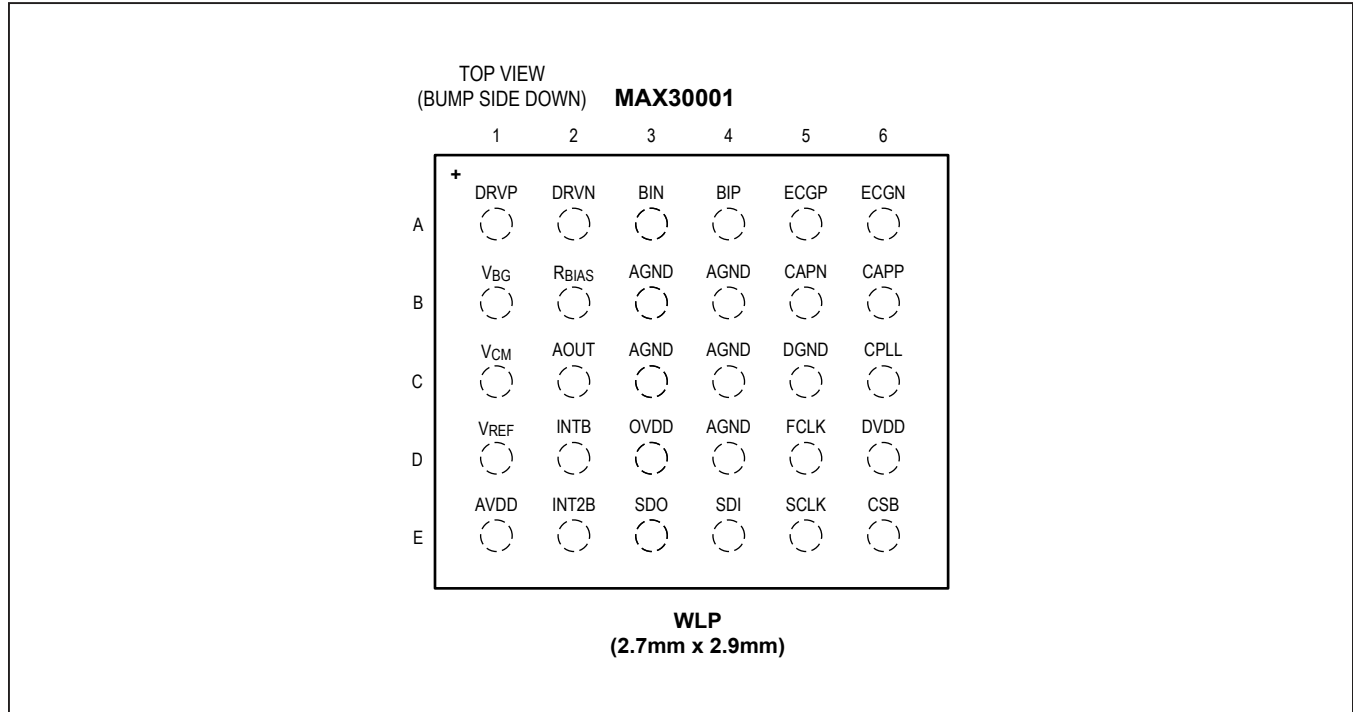 TOP VIEW
(BUMP SIDE DOWN) MAX30001
1 2 3 4 5 6
+
DRVP DRVN BIN BIP ECGP ECGN
A
VBG RBIAS AGND AGND CAPN CAPP
B
VCM AOUT AGND AGND DGND CPLL
C
VREF INTB OVDD AGND FCLK DVDD
D
AVDD INT2B SDO SDI SCLK CSB
E
WLP
(2.7mm x 2.9mm)